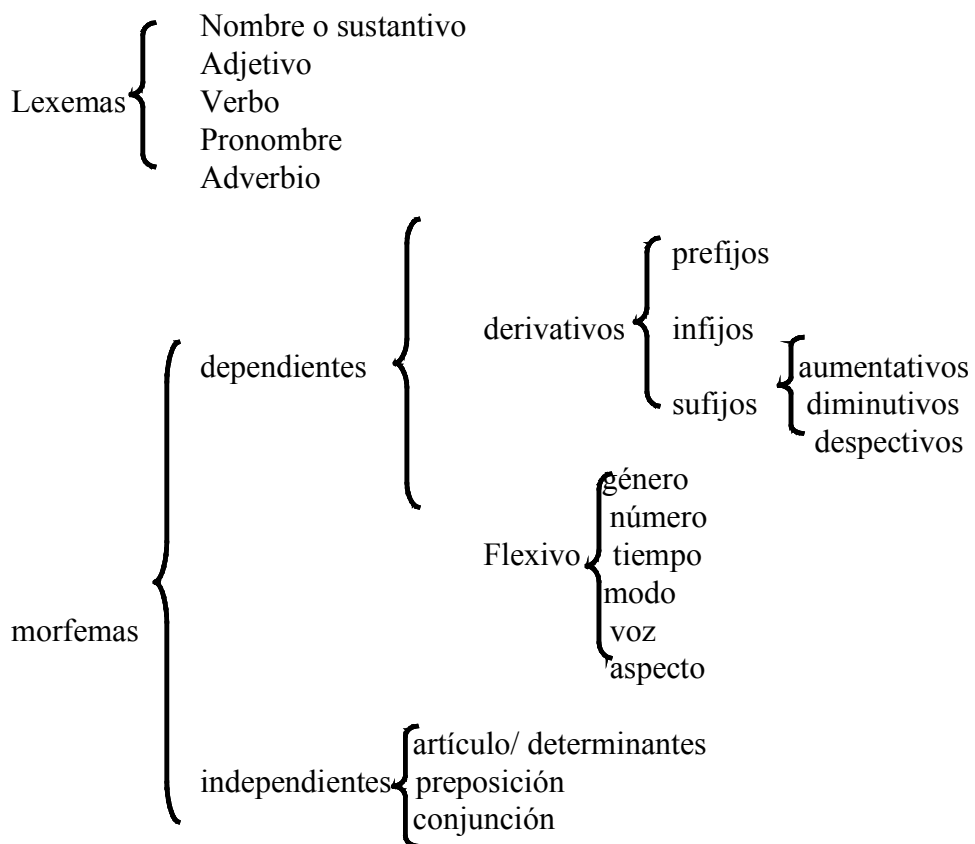 Nombre o sustantivo
Adjetivo
Lexemas
Verbo
Pronombre
Adverbio
prefijos
derivativos
infijos
dependientes
aumentativos
sufijos
diminutivos
despectivos
género
número
Flexivo
tiempo
modo
morfemas
voz
aspecto
artículo/ determinantes
independientes
preposición
conjunción